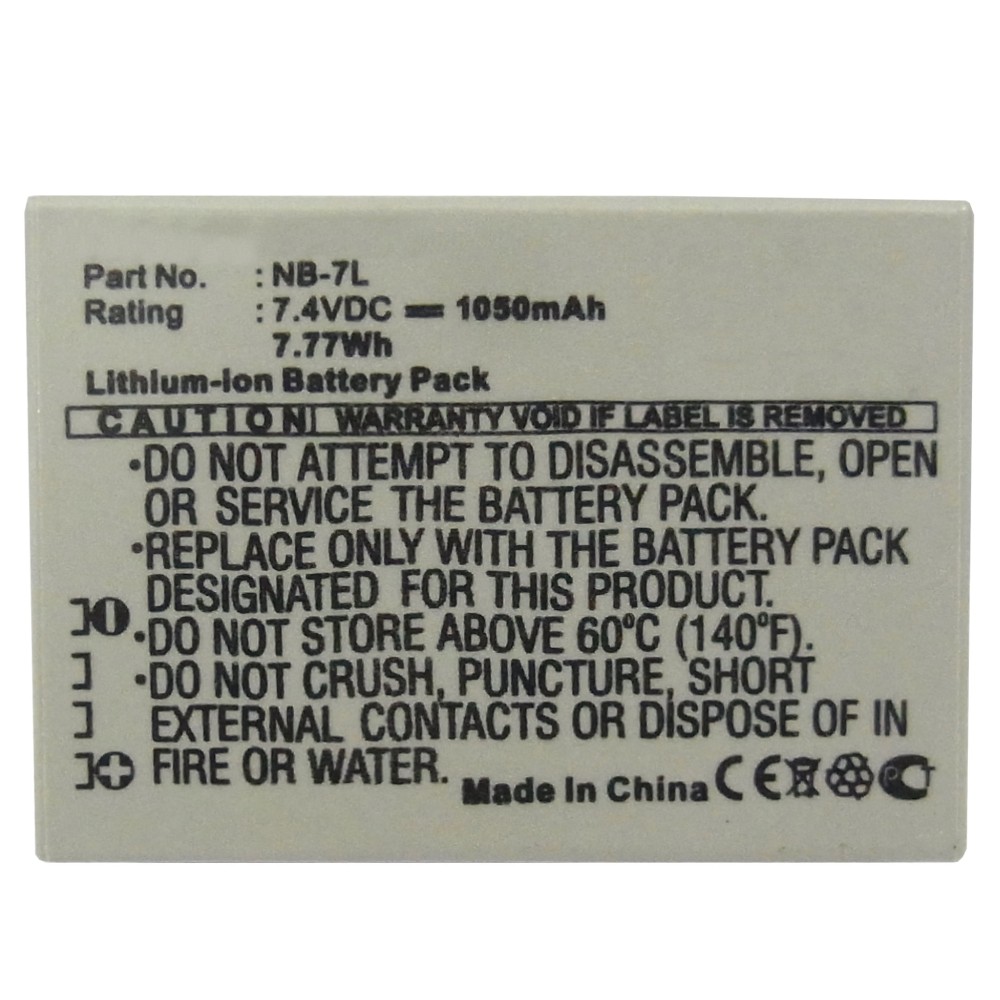 Part No. : NB-7L
Rating : 7.4VDC ⎓ 1050mAh
7.77Wh
Lithium-ion Battery Pack
CAUTION! WARRANTY VOID IF LABEL IS REMOVED
•DO NOT ATTEMPT TO DISASSEMBLE, OPEN
OR SERVICE THE BATTERY PACK.
•REPLACE ONLY WITH THE BATTERY PACK
DESIGNATED FOR THIS PRODUCT.
•DO NOT STORE ABOVE 60ºC (140ºF).
•DO NOT CRUSH, PUNCTURE, SHORT
EXTERNAL CONTACTS OR DISPOSE OF IN
FIRE OR WATER.
Made In China CE